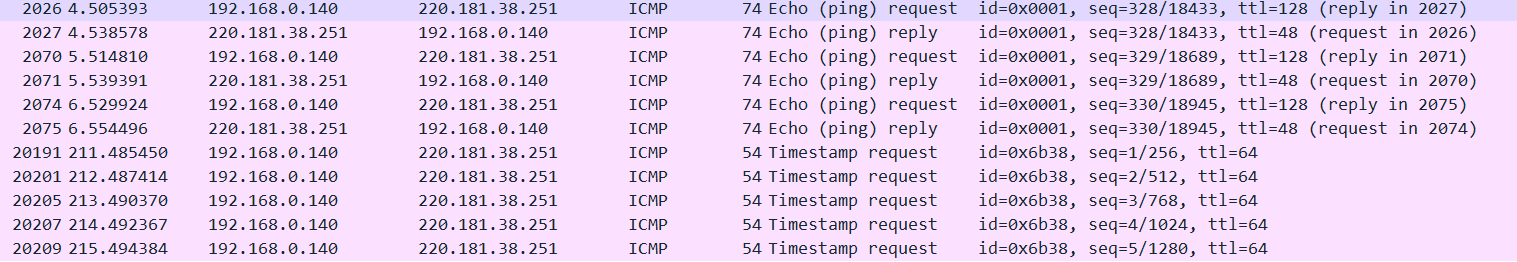 2026 4.505393 192.168.0.140 220.181.38.251 ICMP 74 Echo (ping) request id=0x0001, seq=328/18433, ttl=128 (reply in 2027)
2027 4.538578 220.181.38.251 192.168.0.140 ICMP 74 Echo (ping) reply id=0x0001, seq=328/18433, ttl=48 (request in 2026)
2070 5.514810 192.168.0.140 220.181.38.251 ICMP 74 Echo (ping) request id=0x0001, seq=329/18689, ttl=128 (reply in 2071)
2071 5.539391 220.181.38.251 192.168.0.140 ICMP 74 Echo (ping) reply id=0x0001, seq=329/18689, ttl=48 (request in 2070)
2074 6.529924 192.168.0.140 220.181.38.251 ICMP 74 Echo (ping) request id=0x0001, seq=330/18945, ttl=128 (reply in 2075)
2075 6.554496 220.181.38.251 192.168.0.140 ICMP 74 Echo (ping) reply id=0x0001, seq=330/18945, ttl=48 (request in 2074)
20191 211.485450 192.168.0.140 220.181.38.251 ICMP 54 Timestamp request id=0x6b38, seq=1/256, ttl=64
20201 212.487414 192.168.0.140 220.181.38.251 ICMP 54 Timestamp request id=0x6b38, seq=2/512, ttl=64
20205 213.490370 192.168.0.140 220.181.38.251 ICMP 54 Timestamp request id=0x6b38, seq=3/768, ttl=64
20207 214.492367 192.168.0.140 220.181.38.251 ICMP 54 Timestamp request id=0x6b38, seq=4/1024, ttl=64
20209 215.494384 192.168.0.140 220.181.38.251 ICMP 54 Timestamp request id=0x6b38, seq=5/1280, ttl=64